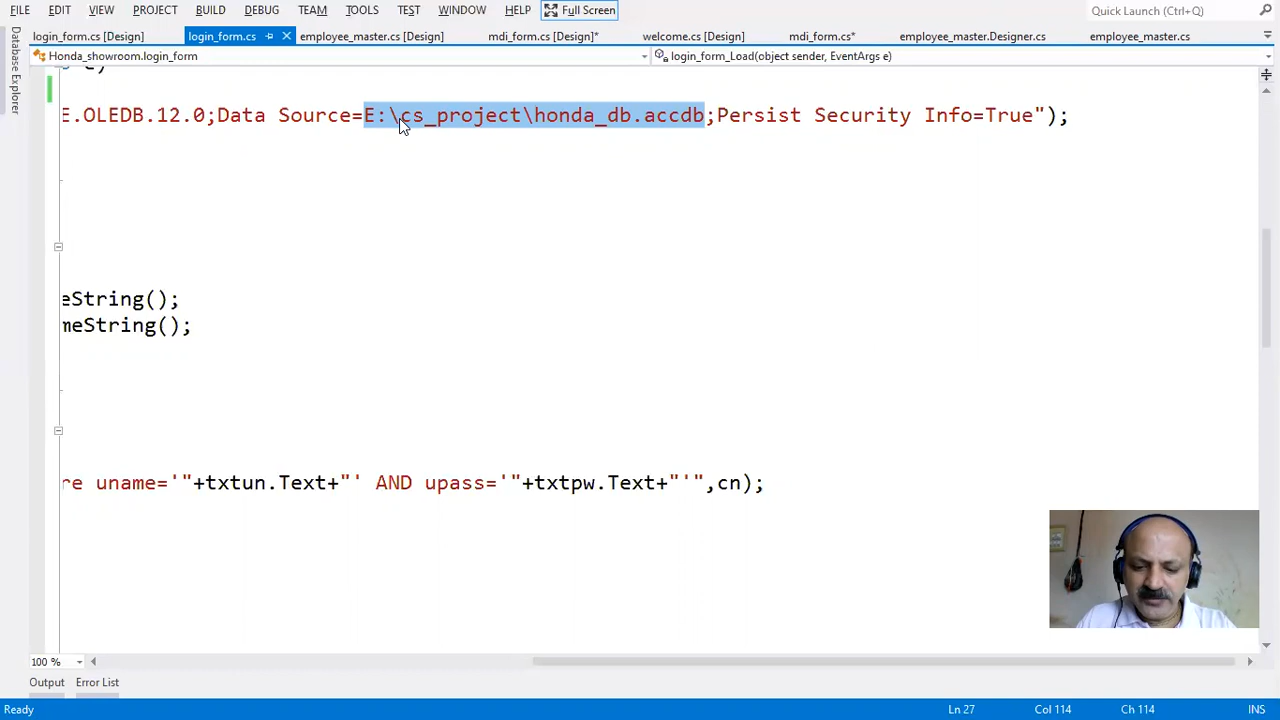 FILE EDIT VIEW PROJECT BUILD DEBUG TEAM TOOLS TEST WINDOW HELP Full Screen Quick Launch (Ctrl+Q)
login_form.cs [Design] login_form.cs employee_master.cs [Design] mdi_form.cs [Design]* welcome.cs [Design] mdi_form.cs* employee_master.Designer.cs employee_master.cs
Honda_showroom.login_form login_form_Load(object sender, EventArgs e)
Database Explorer
E.OLEDB.12.0;Data Source=E:\cs_project\honda_db.accdb;Persist Security Info=True");
eString();
meString();
re uname='"+txtun.Text+"' AND upass='"+txtpw.Text+"'",cn);
100 %
Output Error List
Ready Ln 27 Col 114 Ch 114 INS